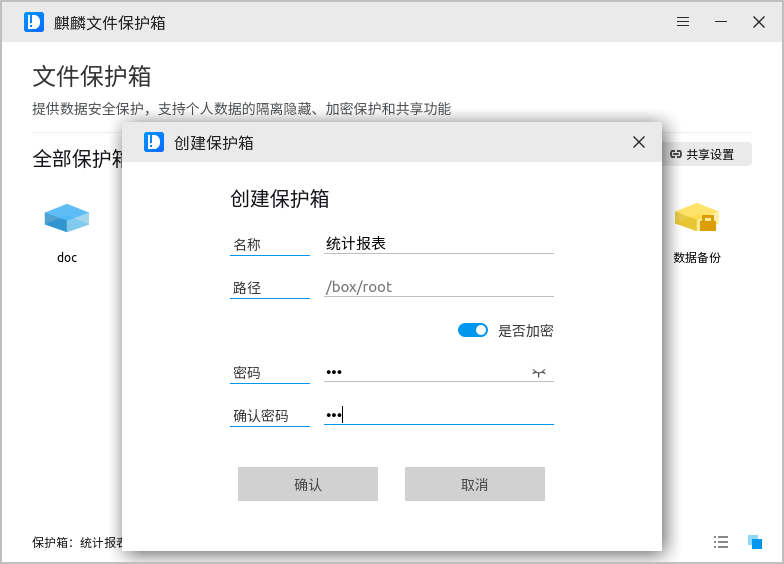 麒麟文件保护箱
文件保护箱
提供数据安全保护，支持个人数据的隔离隐藏、加密保护和共享功能
全部保护箱
共享设置
doc
数据备份
创建保护箱
创建保护箱
名称 统计报表
路径 /box/root
是否加密
密码 •••
确认密码 •••
确认 取消
保护箱：统计报表